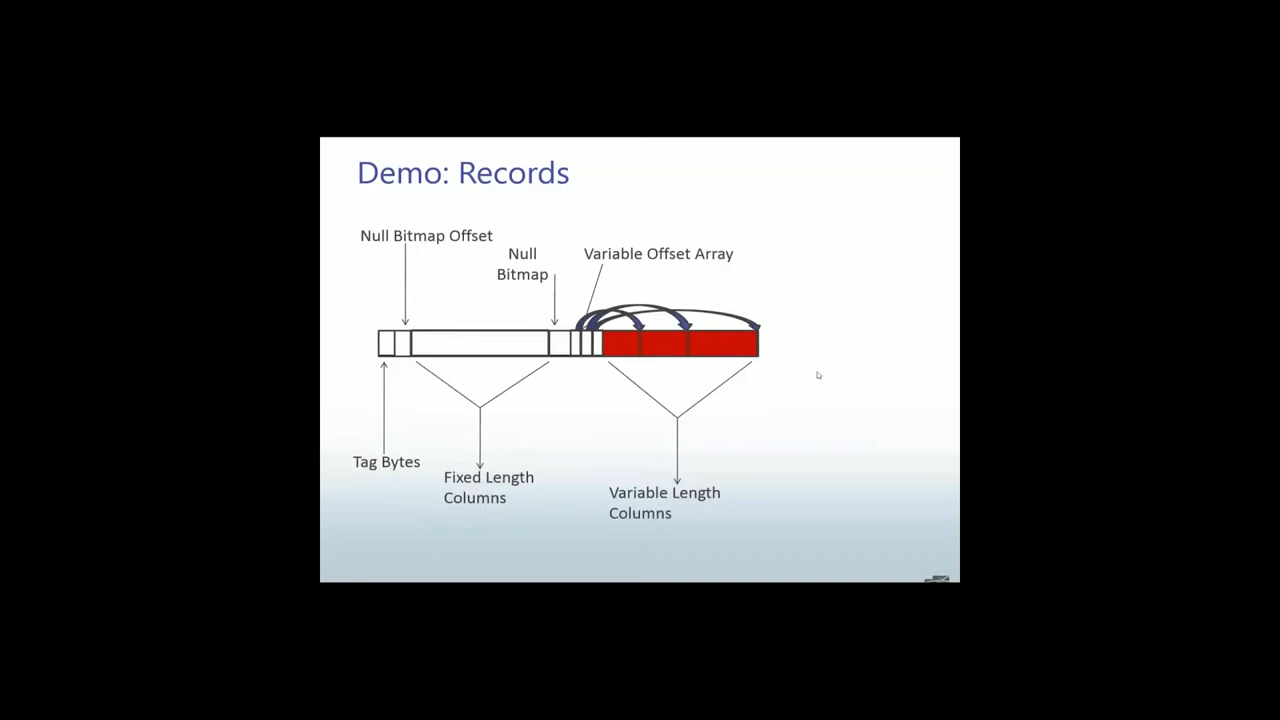 Demo: Records
Null Bitmap Offset
Null
Bitmap
Variable Offset Array
Tag Bytes
Fixed Length
Columns
Variable Length
Columns